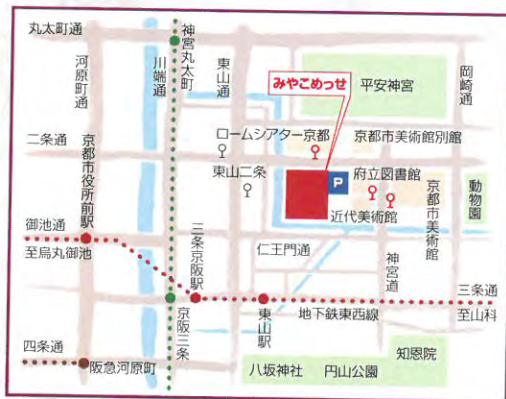 丸太町通
河原町通
川端通
神宮丸太町
東山通
みやこめっせ
平安神宮
岡崎通
ロームシアター京都
京都市美術館別館
二条通
京都市役所前駅
東山二条
P
府立図書館
近代美術館
京都市美術館
動物園
御池通
至烏丸御池
三条京阪駅
仁王門通
神宮道
三条通
至山科
京阪三条
東山駅
地下鉄東西線
四条通
阪急河原町
八坂神社
円山公園
知恩院